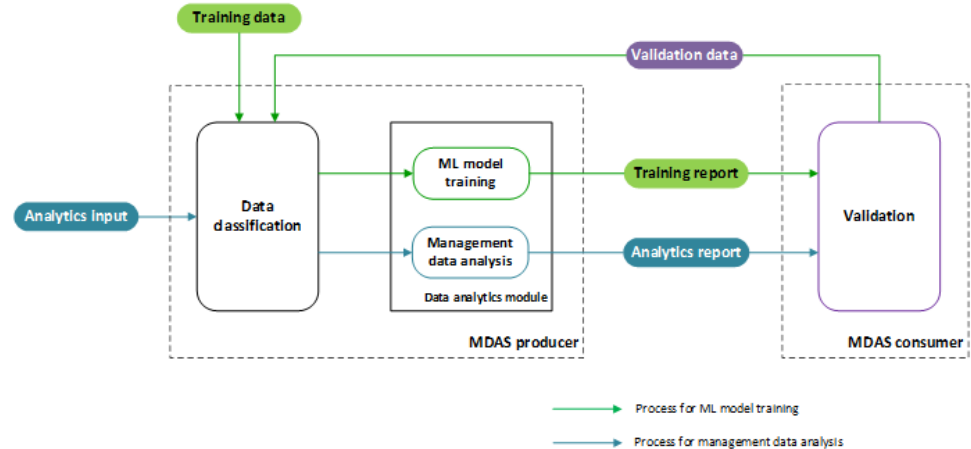 Training data
Validation data
ML model
training
Training report
Analytics input
Data
classification
Validation
Management
data analysis
Analytics report
Data analytics module
MDAS producer
MDAS consumer
Process for ML model training
Process for management data analysis